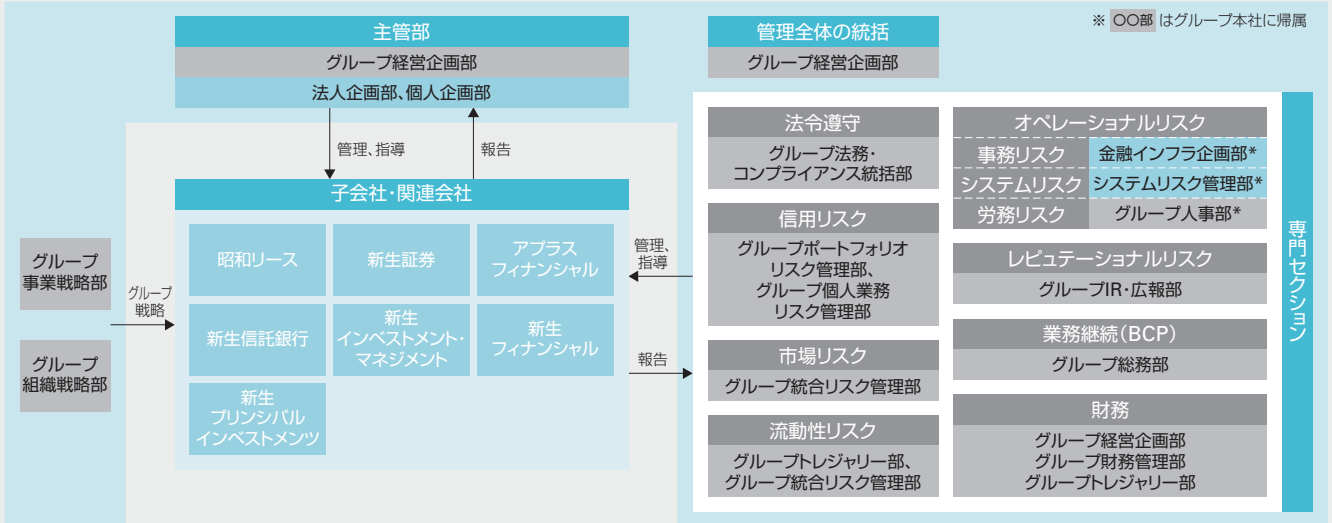 ※ 〇〇部 はグループ本社に帰属
主管部
グループ経営企画部
法人企画部、個人企画部
管理、指導
報告
子会社・関連会社
昭和リース
新生証券
アプラス
フィナンシャル
新生信託銀行
新生
インベストメント・
マネジメント
新生
フィナンシャル
新生
プリンシパル
インベストメンツ
グループ
事業戦略部
グループ
組織戦略部
グループ
戦略
管理、
指導
報告
管理全体の統括
グループ経営企画部
法令遵守
グループ法務・
コンプライアンス統括部
信用リスク
グループポートフォリオ
リスク管理部、
グループ個人業務
リスク管理部
市場リスク
グループ統合リスク管理部
流動性リスク
グループトレジャリー部、
グループ統合リスク管理部
オペレーショナルリスク
事務リスク 金融インフラ企画部*
システムリスク システムリスク管理部*
労務リスク グループ人事部*
レピュテーショナルリスク
グループIR・広報部
業務継続(BCP)
グループ総務部
財務
グループ経営企画部
グループ財務管理部
グループトレジャリー部
専門セクション